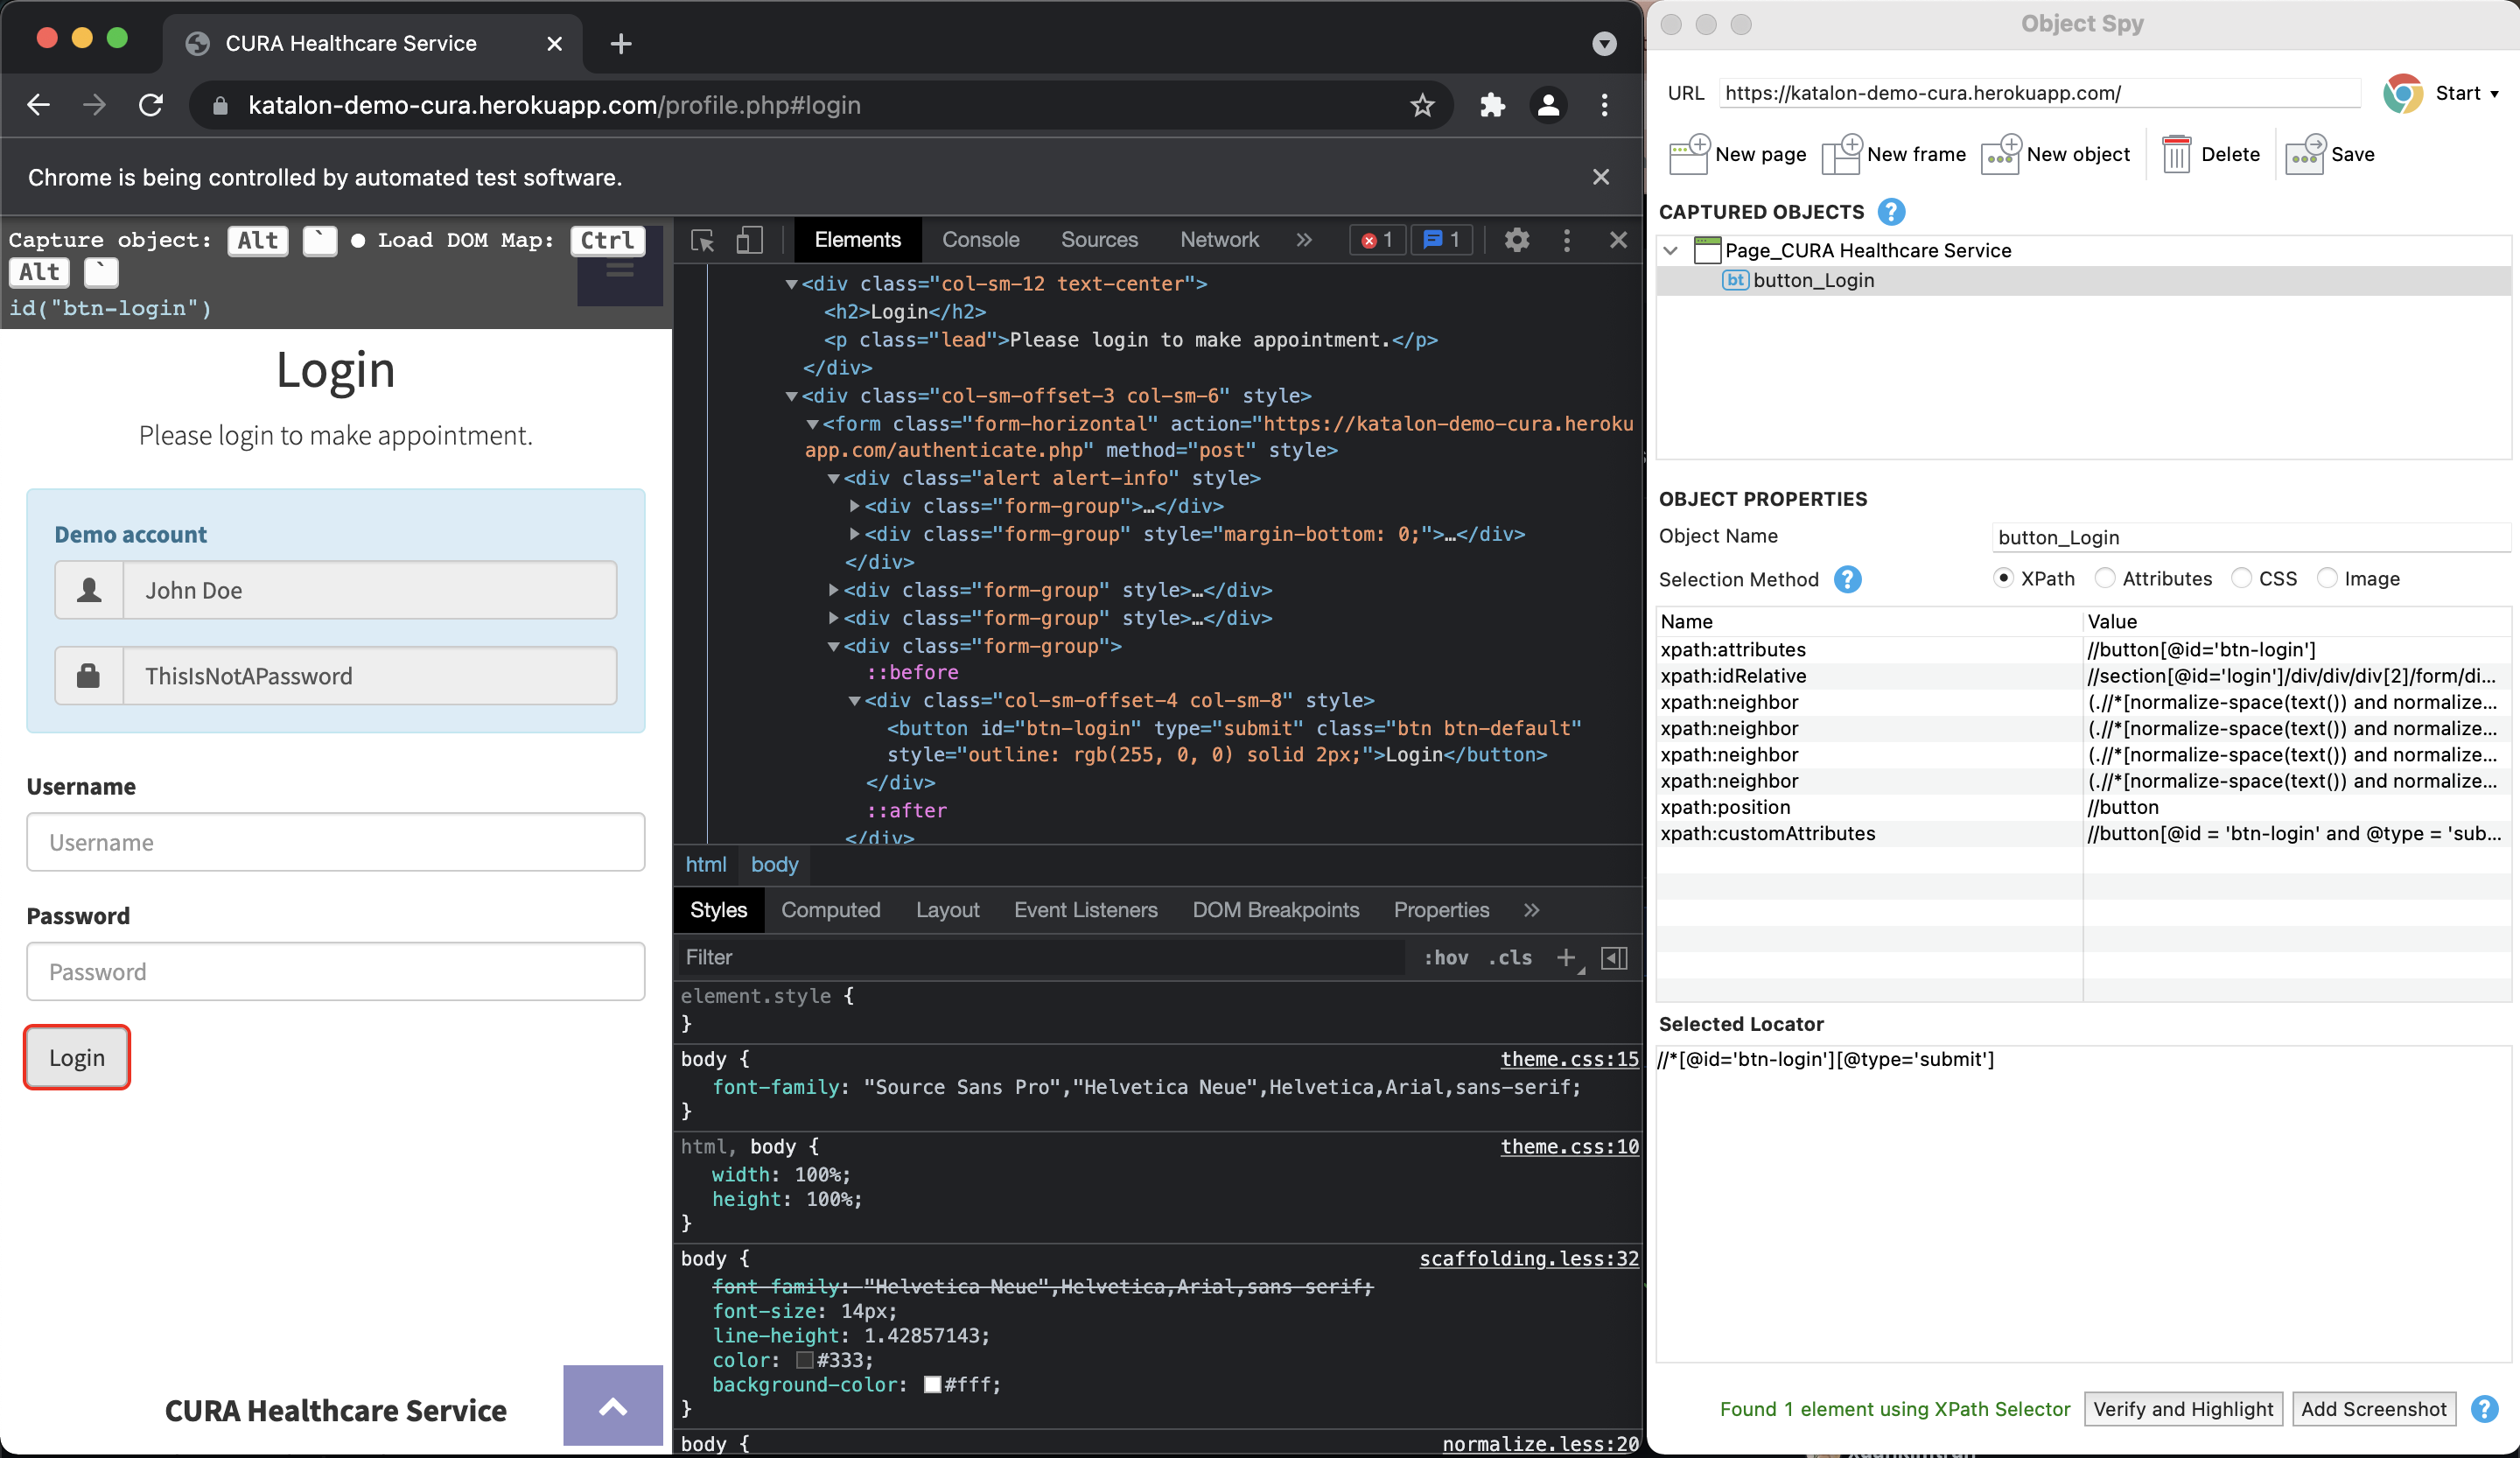 CURA Healthcare Service
katalon-demo-cura.herokuapp.com/profile.php#login
Chrome is being controlled by automated test software.
Capture object: Alt ` ● Load DOM Map: Ctrl
Alt `
id("btn-login")
Login
Please login to make appointment.
Demo account
John Doe
ThisIsNotAPassword
Username
Username
Password
Password
Login
CURA Healthcare Service
Elements Console Sources Network » 1 1
<div class="col-sm-12 text-center">
<h2>Login</h2>
<p class="lead">Please login to make appointment.</p>
</div>
<div class="col-sm-offset-3 col-sm-6" style>
<form class="form-horizontal" action="https://katalon-demo-cura.heroku
app.com/authenticate.php" method="post" style>
<div class="alert alert-info" style>
<div class="form-group">…</div>
<div class="form-group" style="margin-bottom: 0;">…</div>
</div>
<div class="form-group" style>…</div>
<div class="form-group" style>…</div>
<div class="form-group">
::before
<div class="col-sm-offset-4 col-sm-8" style>
<button id="btn-login" type="submit" class="btn btn-default"
style="outline: rgb(255, 0, 0) solid 2px;">Login</button>
</div>
::after
</div>
html body
Styles Computed Layout Event Listeners DOM Breakpoints Properties »
Filter :hov .cls +
element.style {
}
body { theme.css:15
font-family: "Source Sans Pro","Helvetica Neue",Helvetica,Arial,sans-serif;
}
html, body { theme.css:10
width: 100%;
height: 100%;
}
body { scaffolding.less:32
font-family: "Helvetica Neue",Helvetica,Arial,sans-serif;
font-size: 14px;
line-height: 1.42857143;
color: #333;
background-color: #fff;
}
body { normalize.less:20
Object Spy
URL https://katalon-demo-cura.herokuapp.com/ Start
New page New frame New object Delete Save
CAPTURED OBJECTS ?
Page_CURA Healthcare Service
bt button_Login
OBJECT PROPERTIES
Object Name button_Login
Selection Method ? XPath Attributes CSS Image
Name Value
xpath:attributes //button[@id='btn-login']
xpath:idRelative //section[@id='login']/div/div/div[2]/form/di...
xpath:neighbor (.//*[normalize-space(text()) and normalize...
xpath:neighbor (.//*[normalize-space(text()) and normalize...
xpath:neighbor (.//*[normalize-space(text()) and normalize...
xpath:neighbor (.//*[normalize-space(text()) and normalize...
xpath:position //button
xpath:customAttributes //button[@id = 'btn-login' and @type = 'sub...
Selected Locator
//*[@id='btn-login'][@type='submit']
Found 1 element using XPath Selector Verify and Highlight Add Screenshot ?